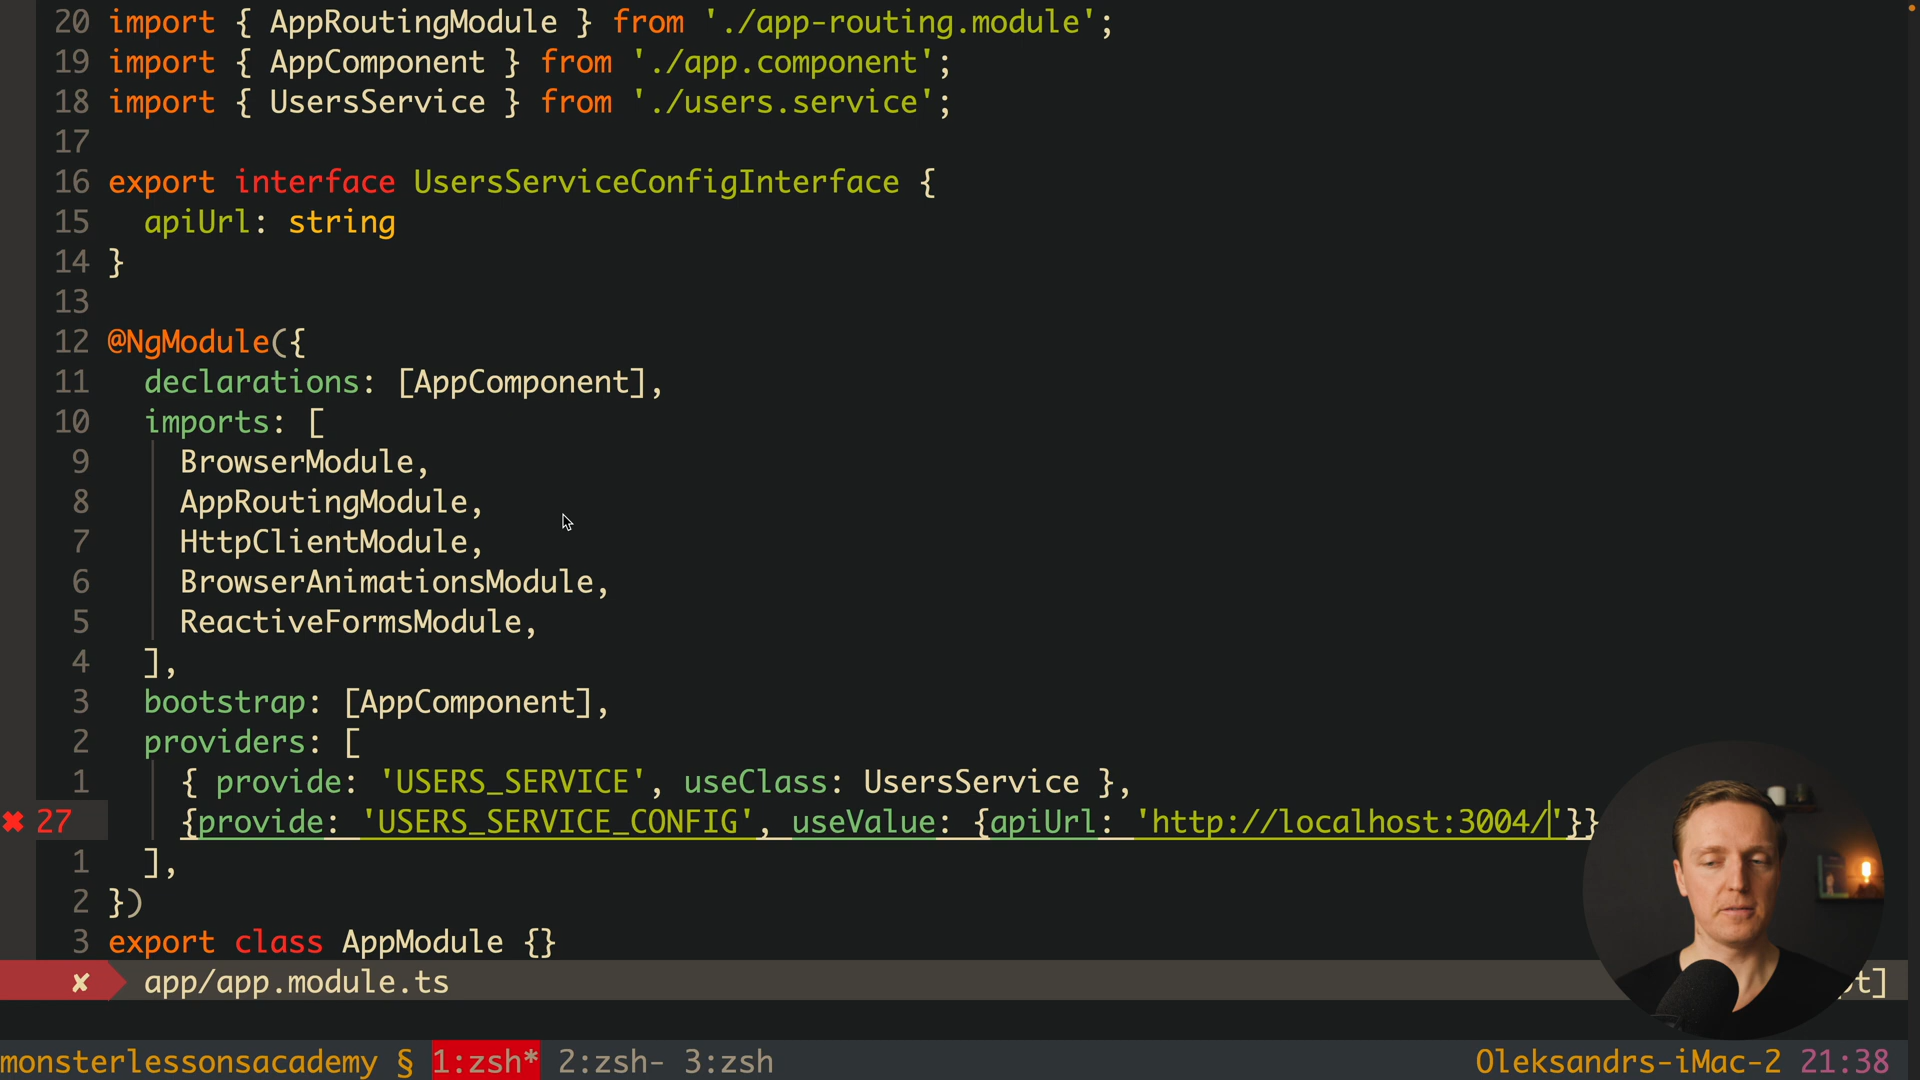 20 import { AppRoutingModule } from './app-routing.module';
19 import { AppComponent } from './app.component';
18 import { UsersService } from './users.service';
17
16 export interface UsersServiceConfigInterface {
15   apiUrl: string
14 }
13
12 @NgModule({
11   declarations: [AppComponent],
10   imports: [
9     BrowserModule,
8     AppRoutingModule,
7     HttpClientModule,
6     BrowserAnimationsModule,
5     ReactiveFormsModule,
4   ],
3   bootstrap: [AppComponent],
2   providers: [
1     { provide: 'USERS_SERVICE', useClass: UsersService },
✖ 27     {provide: 'USERS_SERVICE_CONFIG', useValue: {apiUrl: 'http://localhost:3004/'}}
1   ],
2 })
3 export class AppModule {}
✘ app/app.module.ts ]
monsterlessonsacademy § 1:zsh* 2:zsh- 3:zsh Oleksandrs-iMac-2 21:38